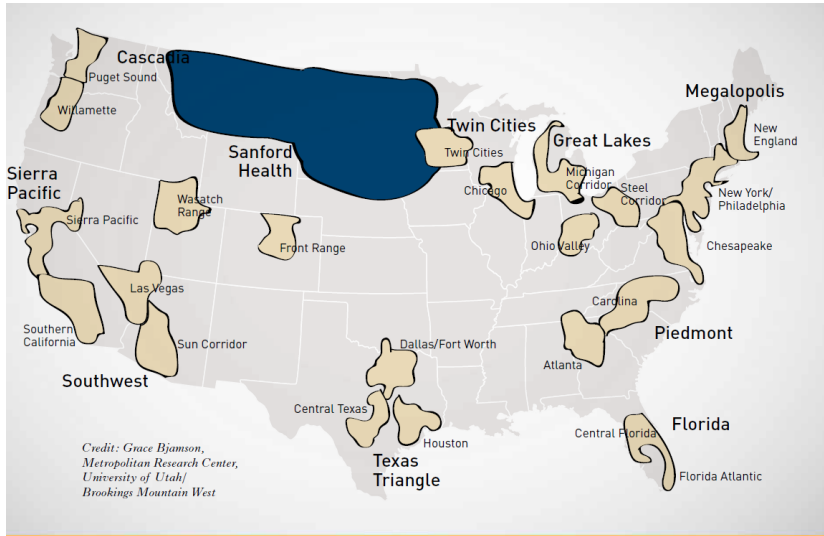 Cascadia
Puget Sound
Willamette
Megalopolis
New
England
Twin Cities
Twin Cities
Great Lakes
Sanford
Health
Michigan
Corridor
Chicago
Steel
Corridor
New York/
Philadelphia
Sierra
Pacific
Sierra Pacific
Wasatch
Range
Front Range
Ohio Valley
Chesapeake
Las Vegas
Carolina
Southern
California
Sun Corridor
Dallas/Fort Worth
Piedmont
Atlanta
Southwest
Central Texas
Houston
Central Florida
Florida
Texas
Triangle
Florida Atlantic
Credit: Grace Bjamson,
Metropolitan Research Center,
University of Utah/
Brookings Mountain West